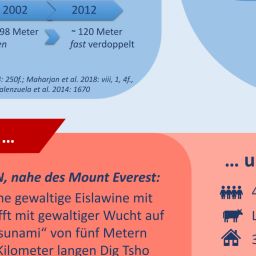 2002 2012
98 Meter ~ 120 Meter
fast verdoppelt
: 250f.; Maharjan et al. 2018: viii, 1, 4f.,
alenzuela et al. 2014: 1670
...
... u
N, nahe des Mount Everest:
ne gewaltige Eislawine mit
fft mit gewaltiger Wucht auf
sunami“ von fünf Metern
Kilometer langen Dig Tsho